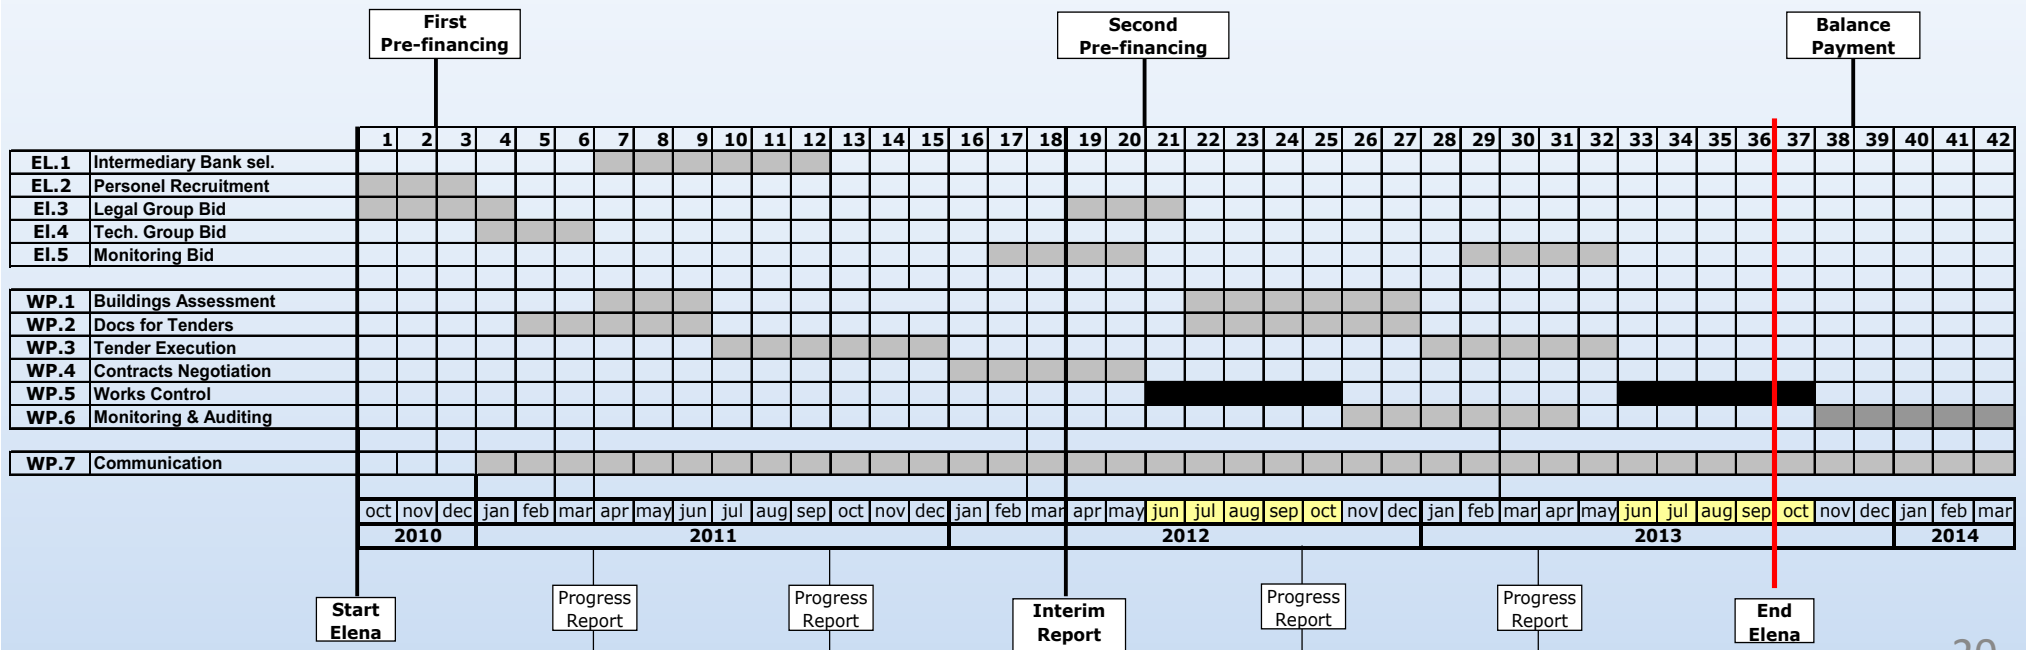 First
Pre-financing
Second
Pre-financing
Balance
Payment
1 2 3 4 5 6 7 8 9 10 11 12 13 14 15 16 17 18 19 20 21 22 23 24 25 26 27 28 29 30 31 32 33 34 35 36 37 38 39 40 41 42
EL.1 Intermediary Bank sel.
EL.2 Personel Recruitment
El.3 Legal Group Bid
El.4 Tech. Group Bid
El.5 Monitoring Bid
WP.1 Buildings Assessment
WP.2 Docs for Tenders
WP.3 Tender Execution
WP.4 Contracts Negotiation
WP.5 Works Control
WP.6 Monitoring & Auditing
WP.7 Communication
oct nov dec jan feb mar apr may jun jul aug sep oct nov dec jan feb mar apr may jun jul aug sep oct nov dec jan feb mar apr may jun jul aug sep oct nov dec jan feb mar
2010 2011 2012 2013 2014
Start
Elena
Progress
Report
Progress
Report
Interim
Report
Progress
Report
Progress
Report
End
Elena